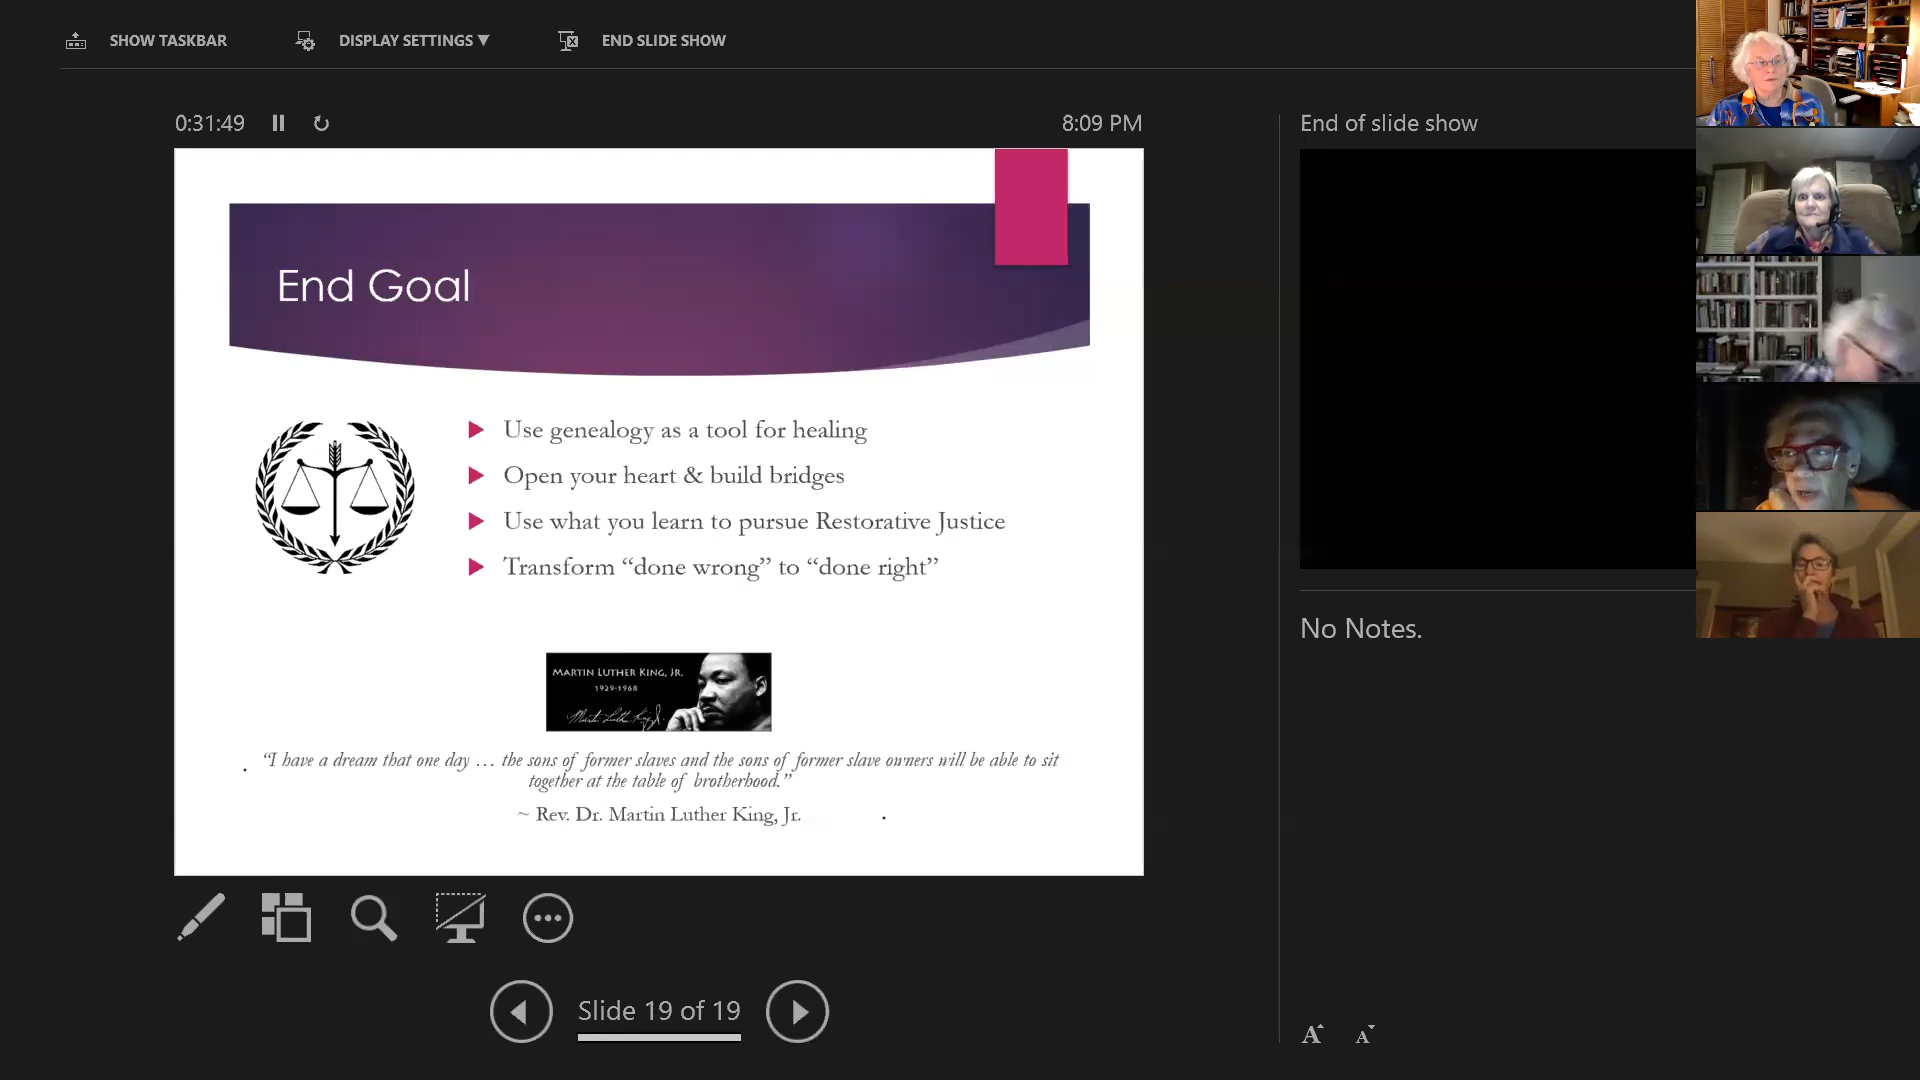 SHOW TASKBAR
DISPLAY SETTINGS ▼
END SLIDE SHOW
0:31:49
8:09 PM
End of slide show
End Goal
Use genealogy as a tool for healing
Open your heart & build bridges
Use what you learn to pursue Restorative Justice
Transform “done wrong” to “done right”
MARTIN LUTHER KING, JR.
1929-1968
Martin Luther King Jr
“I have a dream that one day … the sons of former slaves and the sons of former slave owners will be able to sit
together at the table of brotherhood.”
~ Rev. Dr. Martin Luther King, Jr.
No Notes.
Slide 19 of 19
A A